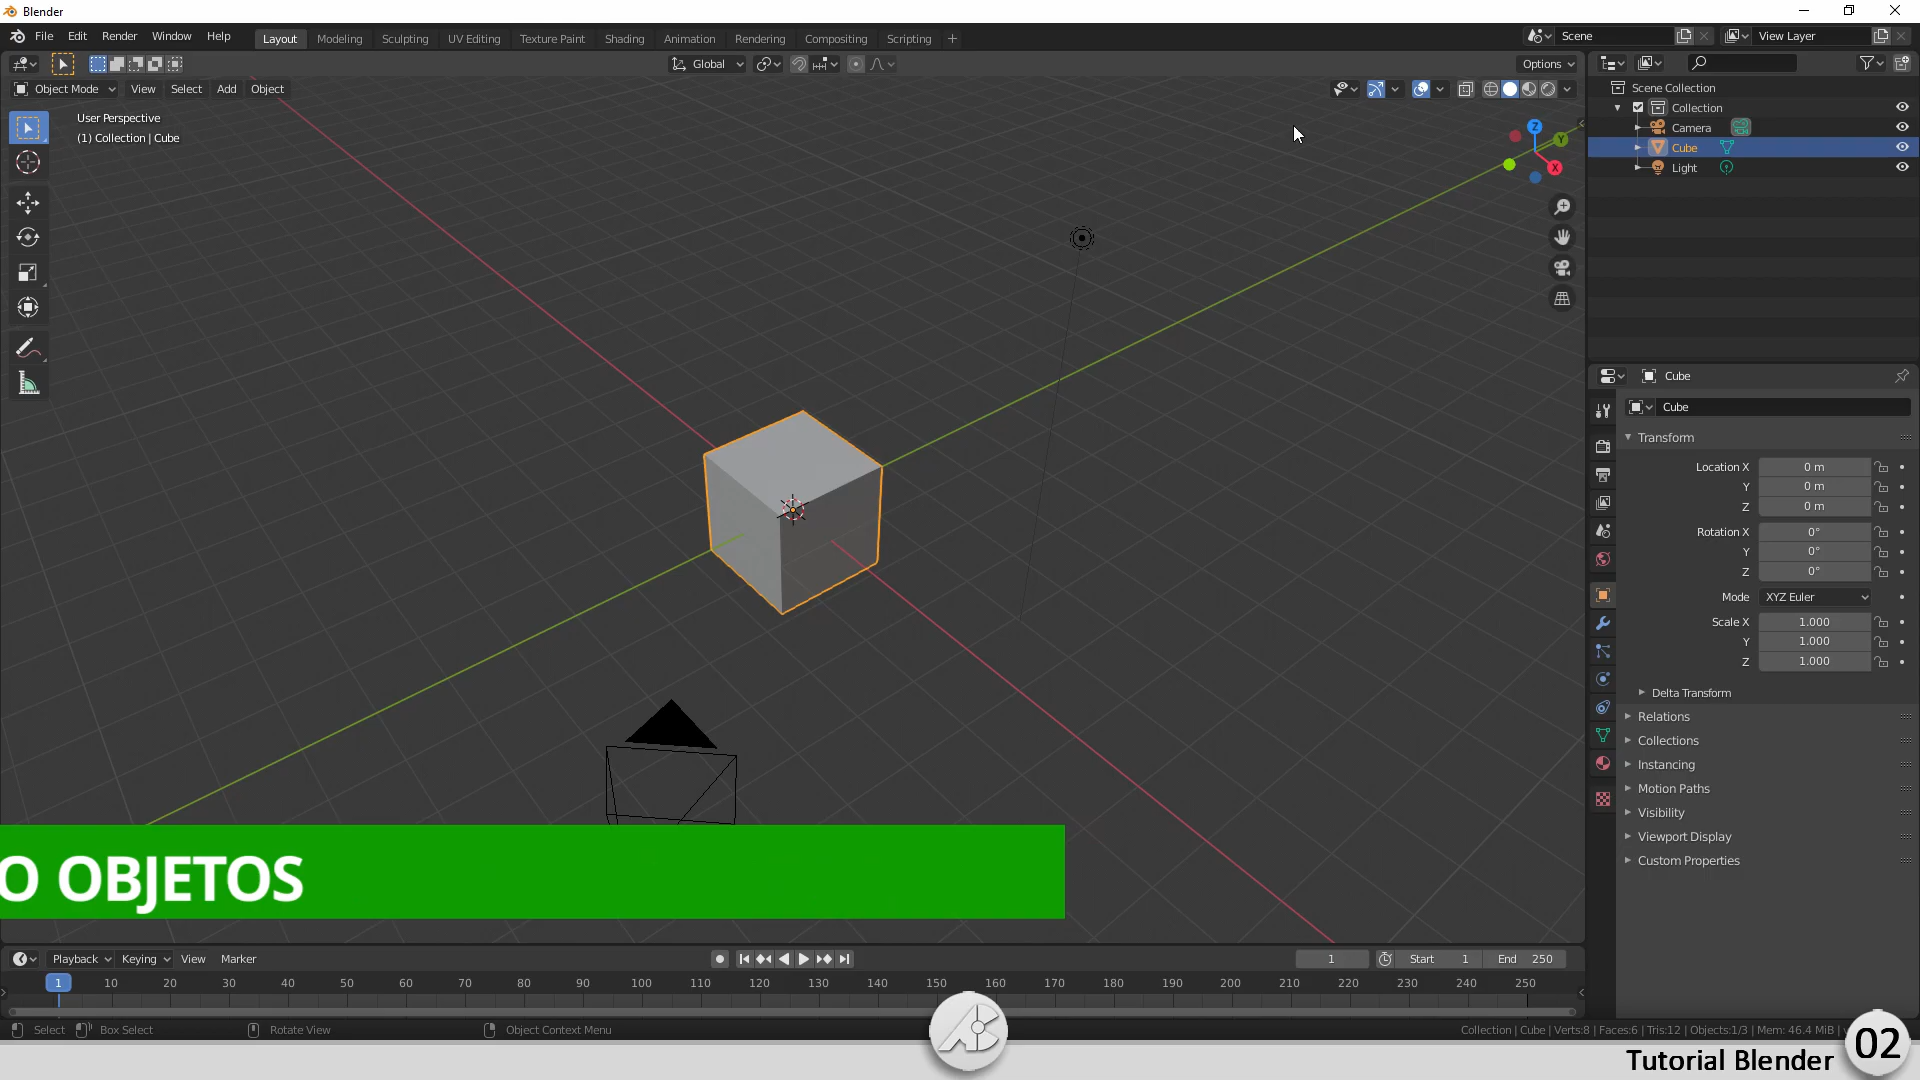 Blender
File Edit Render Window Help Layout Modeling Sculpting UV Editing Texture Paint Shading Animation Rendering Compositing Scripting + Scene View Layer
Global Options
Object Mode View Select Add Object
User Perspective
(1) Collection | Cube
Z
Y
X
Scene Collection
Collection
Camera
Cube
Light
Cube
Cube
Transform
Location X 0 m
Y 0 m
Z 0 m
Rotation X 0°
Y 0°
Z 0°
Mode XYZ Euler
Scale X 1.000
Y 1.000
Z 1.000
Delta Transform
Relations
Collections
Instancing
Motion Paths
Visibility
Viewport Display
Custom Properties
O OBJETOS
Playback Keying View Marker 1 Start 1 End 250
1 10 20 30 40 50 60 70 80 90 100 110 120 130 140 150 160 170 180 190 200 210 220 230 240 250
Select Box Select Rotate View Object Context Menu Collection | Cube | Verts:8 | Faces:6 | Tris:12 | Objects:1/3 | Mem: 46.4 MiB |
Tutorial Blender 02